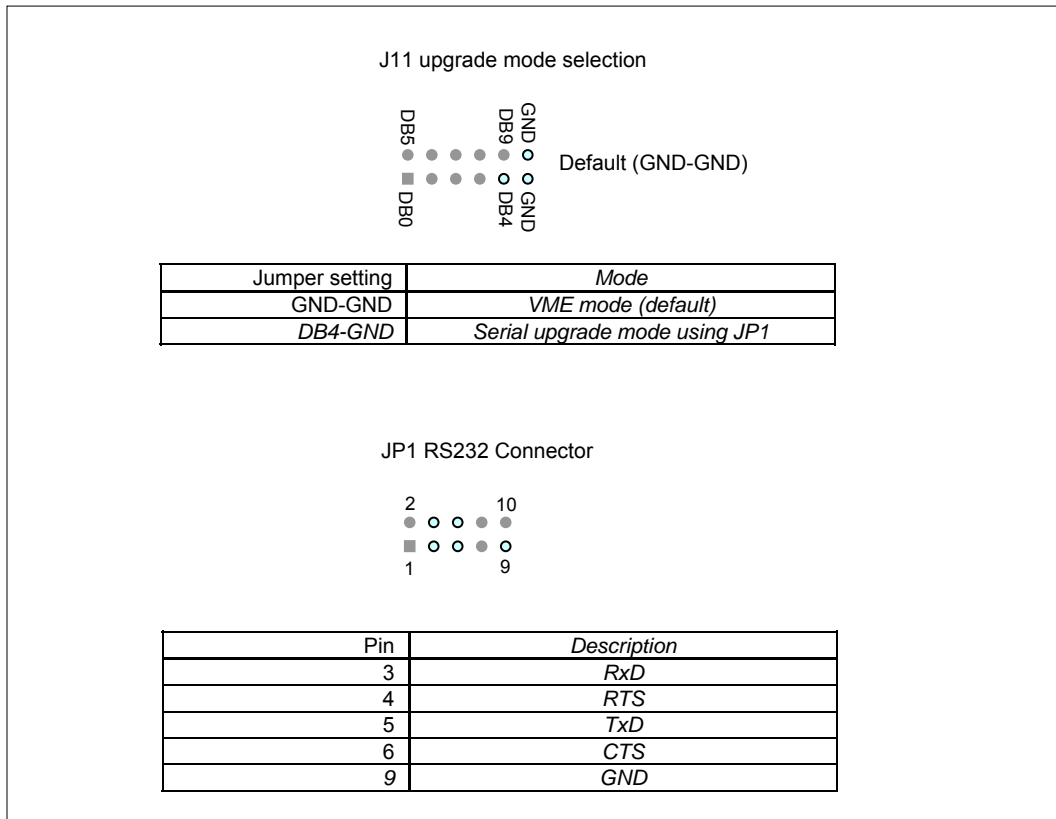 J11 upgrade mode selection
DB5 DB9 GND
Default (GND-GND)
DB0 DB4 GND
Jumper setting Mode
GND-GND VME mode (default)
DB4-GND Serial upgrade mode using JP1
JP1 RS232 Connector
2 10
1 9
Pin Description
3 RxD
4 RTS
5 TxD
6 CTS
9 GND